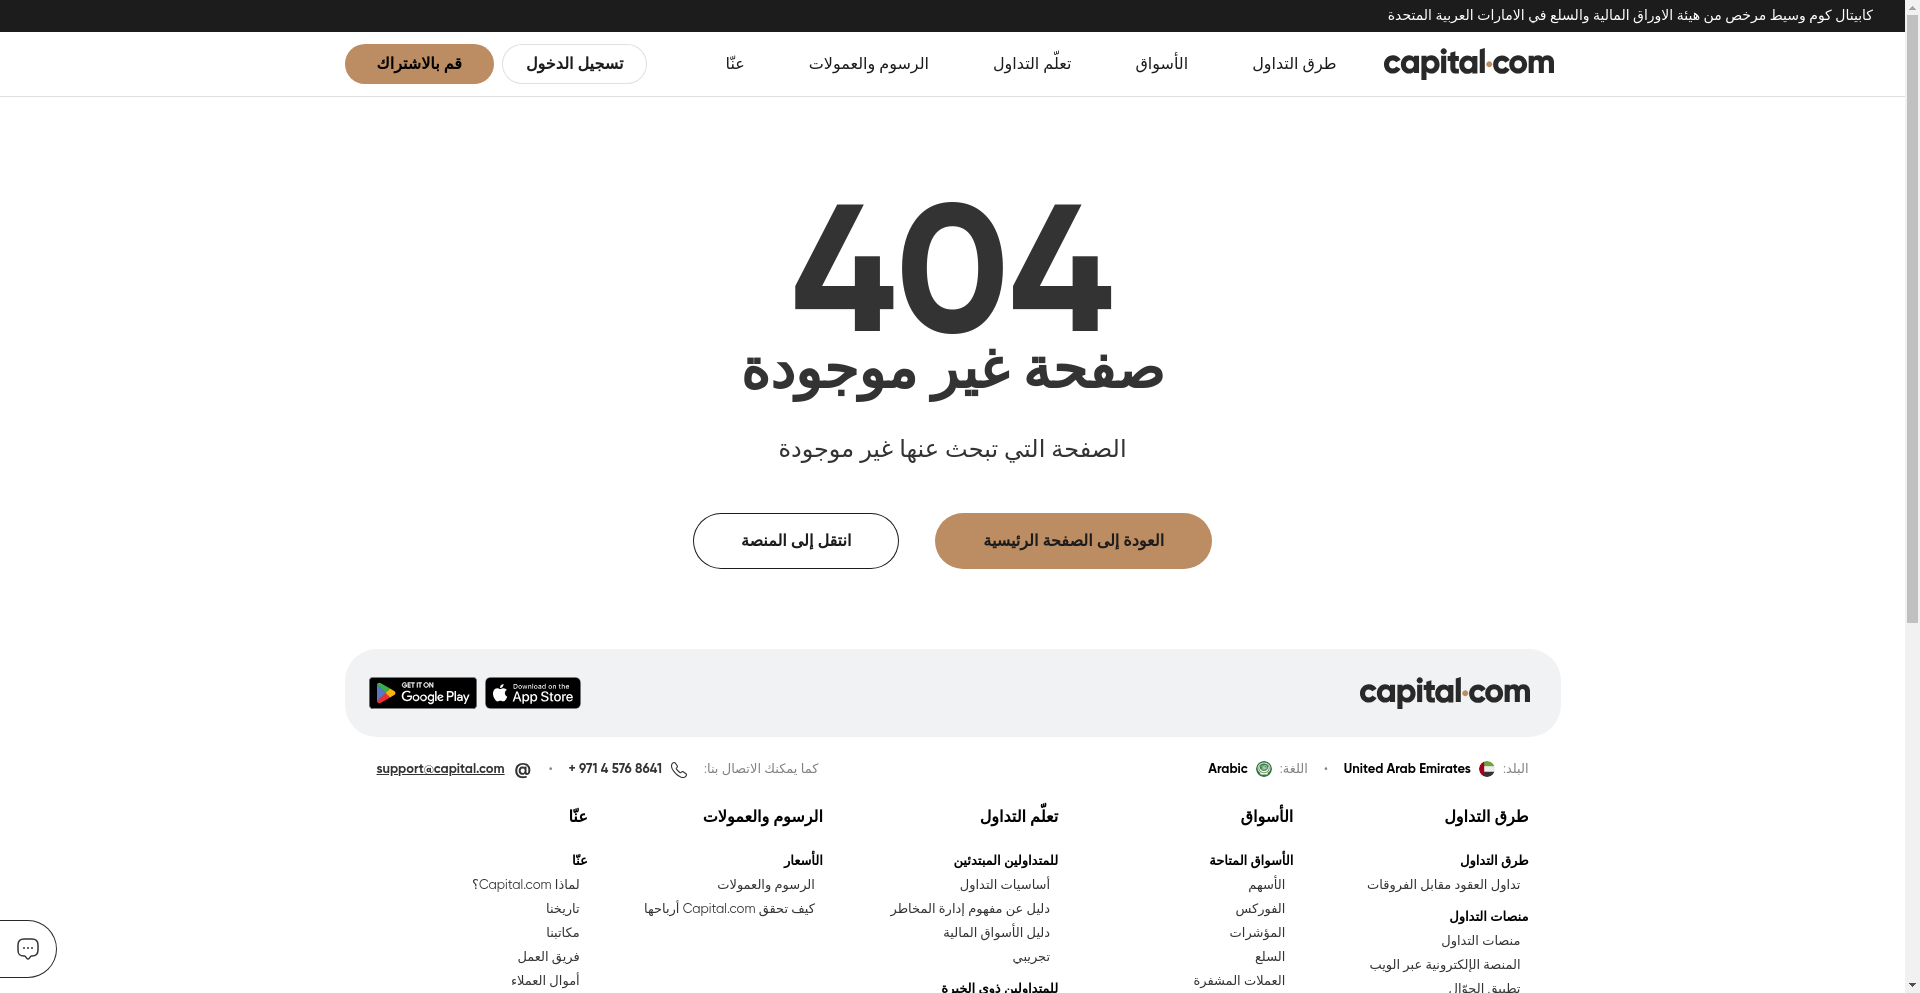 كابيتال كوم وسيط مرخص من هيئة الاوراق المالية والسلع في الامارات العربية المتحدة
capital.com
طرق التداول
الأسواق
تعلّم التداول
الرسوم والعمولات
عنّا
تسجيل الدخول
قم بالاشتراك
404
صفحة غير موجودة
الصفحة التي تبحث عنها غير موجودة
العودة إلى الصفحة الرئيسية
انتقل إلى المنصة
capital.com
Download on the App Store
GET IT ON Google Play
البلد: United Arab Emirates • اللغة: Arabic
كما يمكنك الاتصال بنا: + 971 4 576 8641 • @ support@capital.com
طرق التداول
طرق التداول
تداول العقود مقابل الفروقات
منصات التداول
منصات التداول
المنصة الإلكترونية عبر الويب
تطبيق الجوّال
الأسواق
الأسواق المتاحة
الأسهم
الفوركس
المؤشرات
السلع
العملات المشفرة
تعلّم التداول
للمتداولين المبتدئين
أساسيات التداول
دليل عن مفهوم إدارة المخاطر
دليل الأسواق المالية
تجريبي
للمتداولين ذوي الخبرة
الرسوم والعمولات
الأسعار
الرسوم والعمولات
كيف تحقق Capital.com أرباحها
عنّا
عنّا
لماذا Capital.com؟
تاريخنا
مكاتبنا
فريق العمل
أموال العملاء